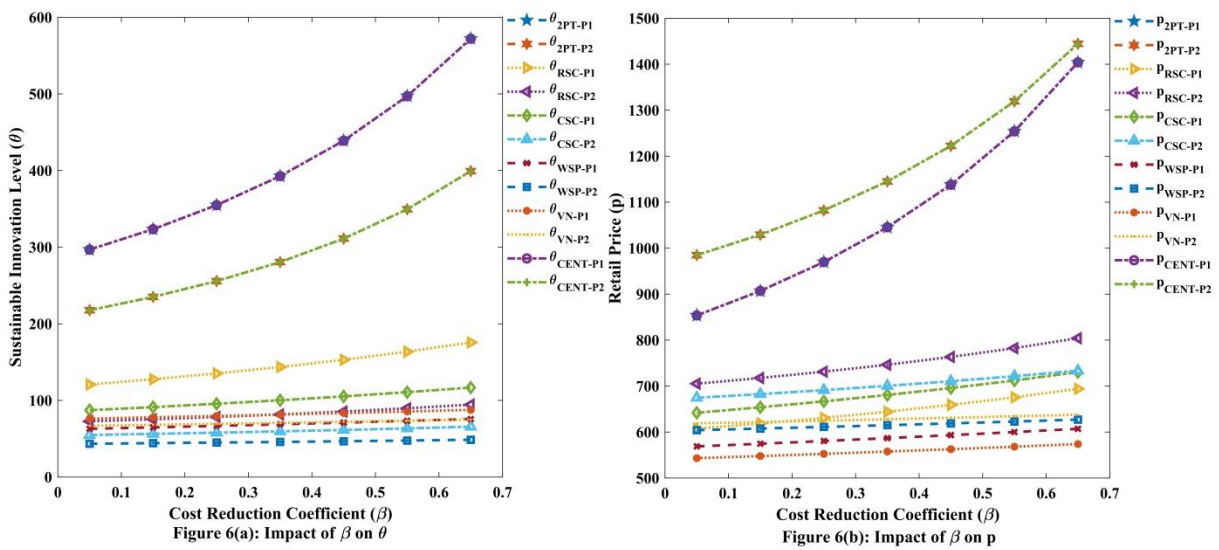 600
500
400
300
200
100
0
Sustainable Innovation Level (θ)
0 0.1 0.2 0.3 0.4 0.5 0.6 0.7
Cost Reduction Coefficient (β)
Figure 6(a): Impact of β on θ
θ2PT-P1
θ2PT-P2
θRSC-P1
θRSC-P2
θCSC-P1
θCSC-P2
θWSP-P1
θWSP-P2
θVN-P1
θVN-P2
θCENT-P1
θCENT-P2
1500
1400
1300
1200
1100
1000
900
800
700
600
500
Retail Price (p)
0 0.1 0.2 0.3 0.4 0.5 0.6 0.7
Cost Reduction Coefficient (β)
Figure 6(b): Impact of β on p
p2PT-P1
p2PT-P2
pRSC-P1
pRSC-P2
pCSC-P1
pCSC-P2
pWSP-P1
pWSP-P2
pVN-P1
pVN-P2
pCENT-P1
pCENT-P2